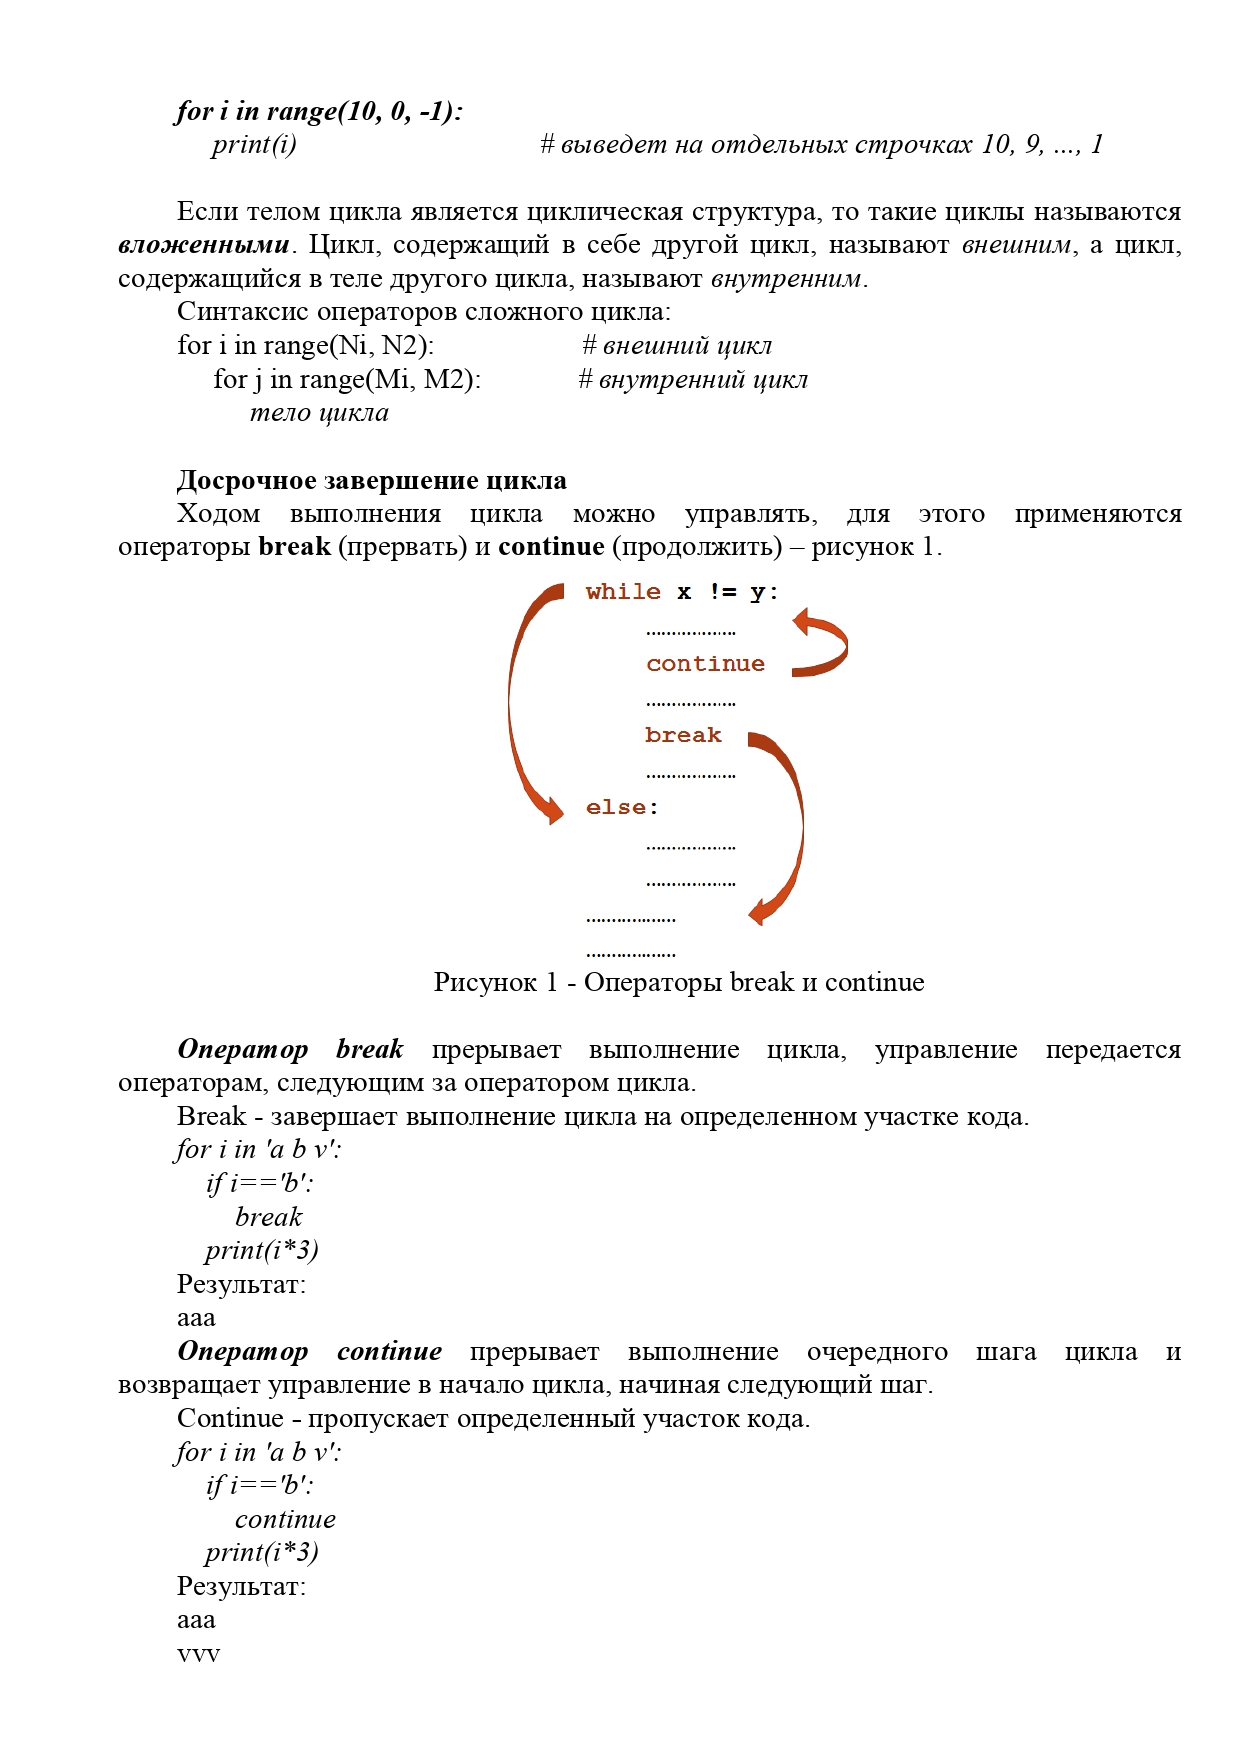 for i in range(10, 0, -1):
print(i) # выведет на отдельных строчках 10, 9, ..., 1
Если телом цикла является циклическая структура, то такие циклы называются
вложенными. Цикл, содержащий в себе другой цикл, называют внешним, а цикл,
содержащийся в теле другого цикла, называют внутренним.
Синтаксис операторов сложного цикла:
for i in range(Ni, N2): # внешний цикл
for j in range(Mi, M2): # внутренний цикл
тело цикла
Досрочное завершение цикла
Ходом выполнения цикла можно управлять, для этого применяются
операторы break (прервать) и continue (продолжить) – рисунок 1.
while x != y:
..................
continue
..................
break
..................
else:
..................
..................
..................
..................
Рисунок 1 - Операторы break и continue
Оператор break прерывает выполнение цикла, управление передается
операторам, следующим за оператором цикла.
Break - завершает выполнение цикла на определенном участке кода.
for i in 'a b v':
if i=='b':
break
print(i*3)
Результат:
ааа
Оператор continue прерывает выполнение очередного шага цикла и
возвращает управление в начало цикла, начиная следующий шаг.
Continue - пропускает определенный участок кода.
for i in 'a b v':
if i=='b':
continue
print(i*3)
Результат:
ааа
vvv